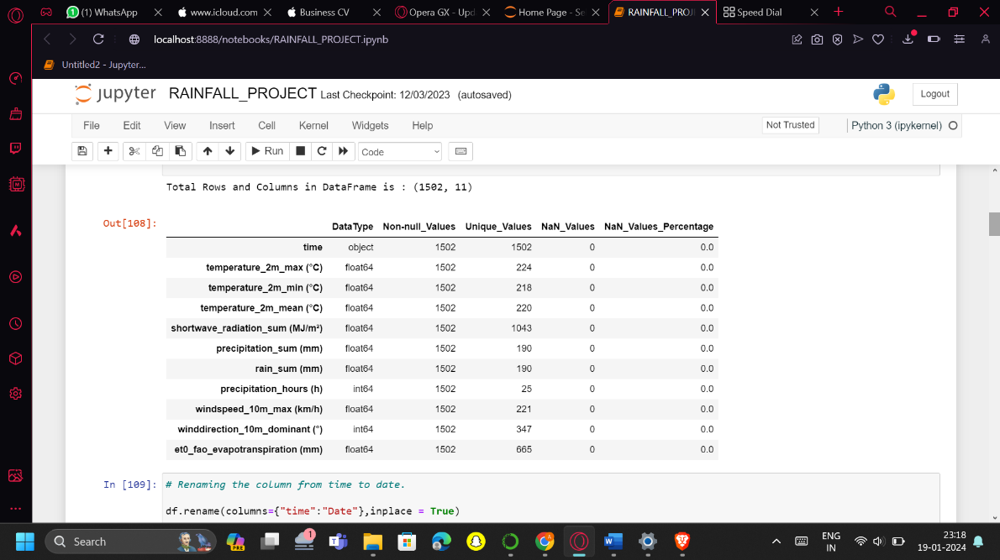 (1) WhatsApp
www.icloud.com
Business CV
Opera GX - Upd
Home Page - Se
RAINFALL_PROJ
Speed Dial
localhost:8888/notebooks/RAINFALL_PROJECT.ipynb
Untitled2 - Jupyter...
jupyter RAINFALL_PROJECT Last Checkpoint: 12/03/2023 (autosaved)
Logout
File Edit View Insert Cell Kernel Widgets Help
Not Trusted
Python 3 (ipykernel)
Run
Code
Total Rows and Columns in DataFrame is : (1502, 11)
Out[108]:
DataType Non-null_Values Unique_Values NaN_Values NaN_Values_Percentage
time object 1502 1502 0 0.0
temperature_2m_max (°C) float64 1502 224 0 0.0
temperature_2m_min (°C) float64 1502 218 0 0.0
temperature_2m_mean (°C) float64 1502 220 0 0.0
shortwave_radiation_sum (MJ/m²) float64 1502 1043 0 0.0
precipitation_sum (mm) float64 1502 190 0 0.0
rain_sum (mm) float64 1502 190 0 0.0
precipitation_hours (h) int64 1502 25 0 0.0
windspeed_10m_max (km/h) float64 1502 221 0 0.0
winddirection_10m_dominant (°) int64 1502 347 0 0.0
et0_fao_evapotranspiration (mm) float64 1502 665 0 0.0
In [109]: # Renaming the column from time to date.
df.rename(columns={"time":"Date"},inplace = True)
Search
PRE
1
ENG
IN
23:18
19-01-2024